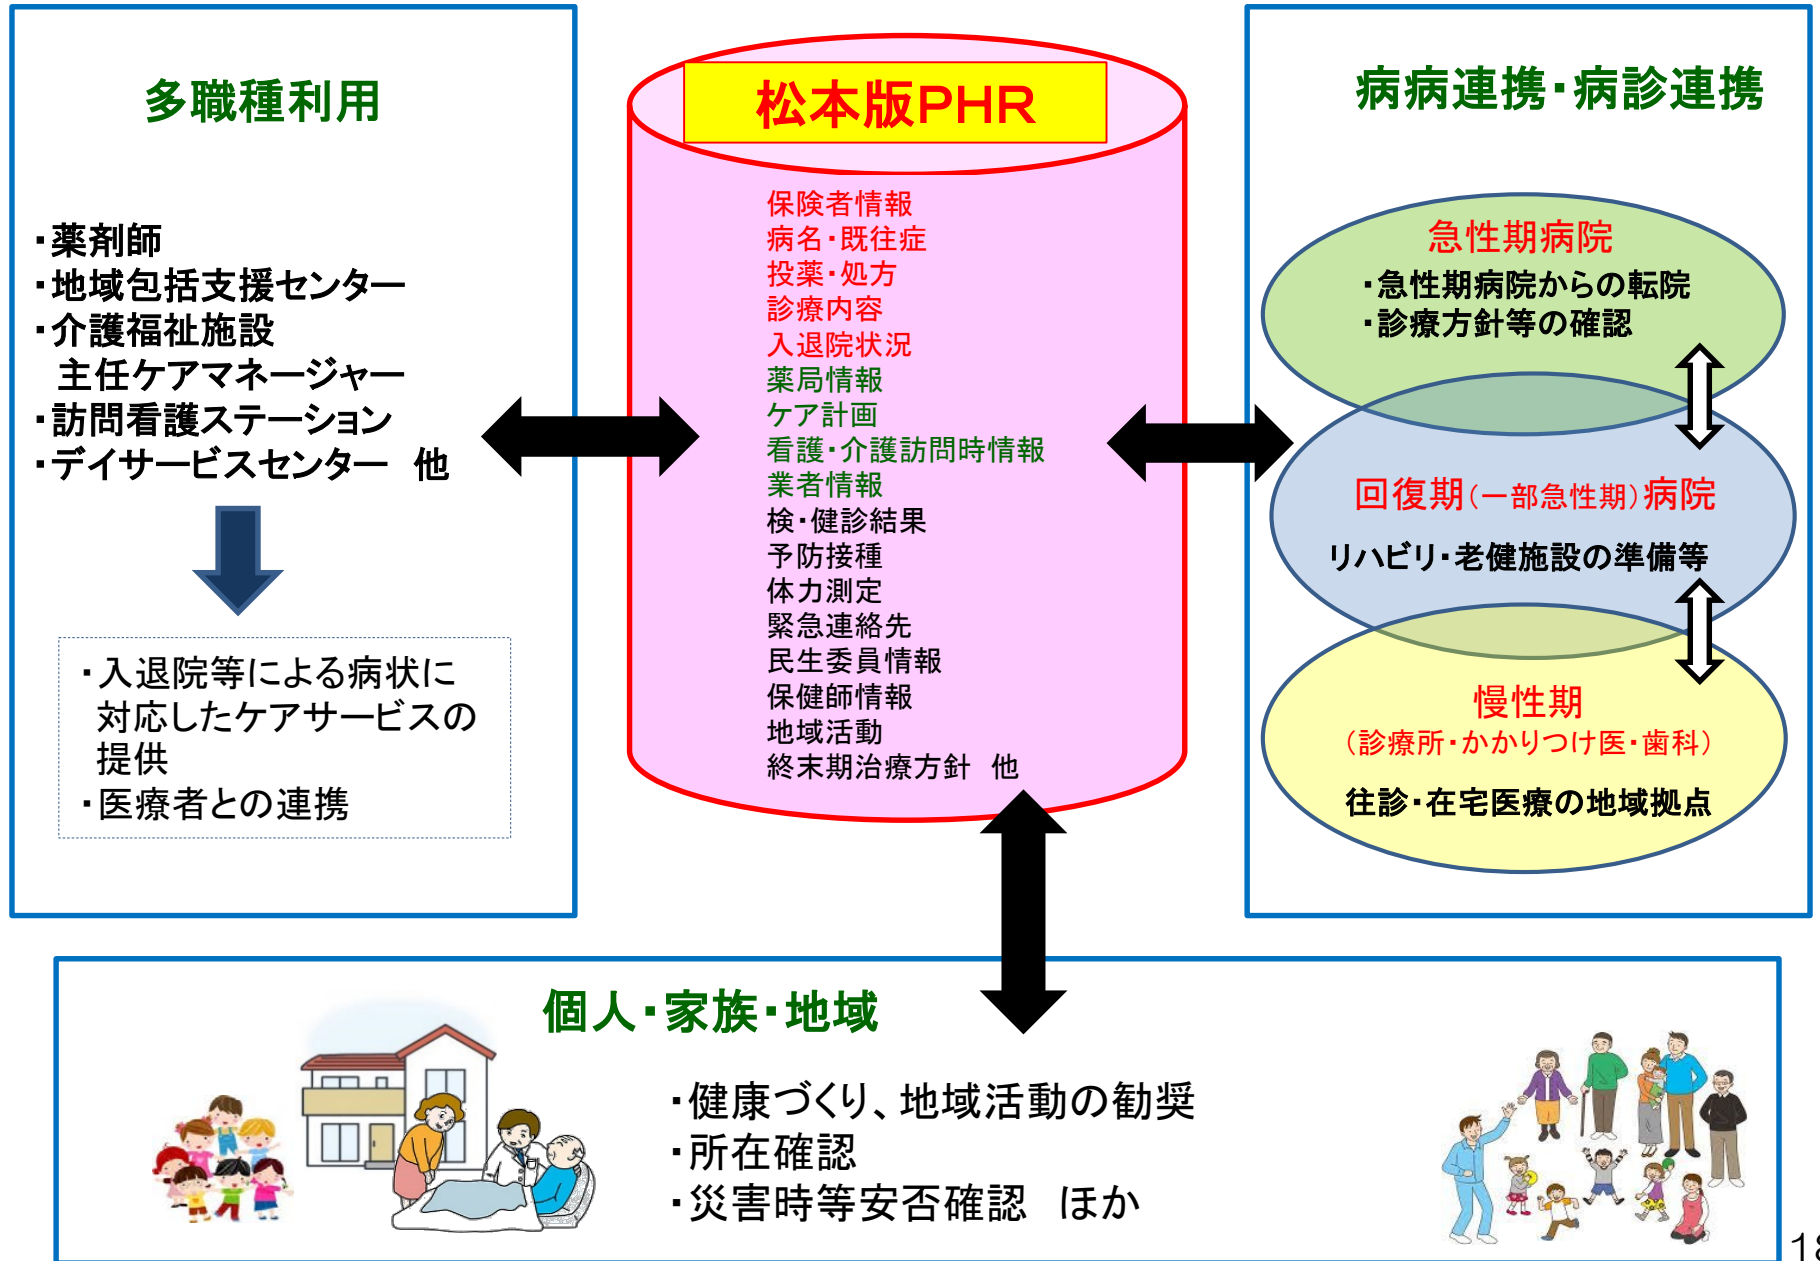 多職種利用
・薬剤師
・地域包括支援センター
・介護福祉施設
主任ケアマネージャー
・訪問看護ステーション
・デイサービスセンター 他
・入退院等による病状に
対応したケアサービスの
提供
・医療者との連携
松本版PHR
保険者情報
病名・既往症
投薬・処方
診療内容
入退院状況
薬局情報
ケア計画
看護・介護訪問時情報
業者情報
検・健診結果
予防接種
体力測定
緊急連絡先
民生委員情報
保健師情報
地域活動
終末期治療方針 他
病病連携・病診連携
急性期病院
・急性期病院からの転院
・診療方針等の確認
回復期(一部急性期)病院
リハビリ・老健施設の準備等
慢性期
(診療所・かかりつけ医・歯科)
往診・在宅医療の地域拠点
個人・家族・地域
・健康づくり、地域活動の勧奨
・所在確認
・災害時等安否確認 ほか
18